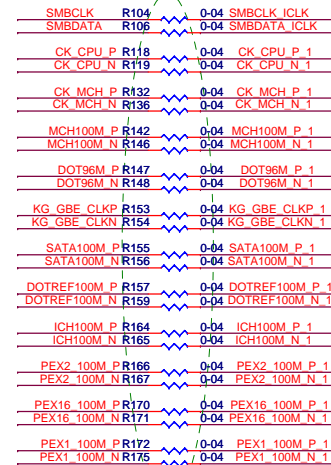 SMBCLK R104 0-04 SMBCLK_ICLK
SMBDATA R106 0-04 SMBDATA_ICLK
CK_CPU_P R118 0-04 CK_CPU_P_1
CK_CPU_N R119 0-04 CK_CPU_N_1
CK_MCH_P R132 0-04 CK_MCH_P_1
CK_MCH_N R136 0-04 CK_MCH_N_1
MCH100M_P R142 0-04 MCH100M_P_1
MCH100M_N R146 0-04 MCH100M_N_1
DOT96M_P R147 0-04 DOT96M_P_1
DOT96M_N R148 0-04 DOT96M_N_1
KG_GBE_CLKP R153 0-04 KG_GBE_CLKP_1
KG_GBE_CLKN R154 0-04 KG_GBE_CLKN_1
SATA100M_P R155 0-04 SATA100M_P_1
SATA100M_N R156 0-04 SATA100M_N_1
DOTREF100M_P R157 0-04 DOTREF100M_P_1
DOTREF100M_N R159 0-04 DOTREF100M_N_1
ICH100M_P R164 0-04 ICH100M_P_1
ICH100M_N R165 0-04 ICH100M_N_1
PEX2_100M_P R166 0-04 PEX2_100M_P_1
PEX2_100M_N R167 0-04 PEX2_100M_N_1
PEX16_100M_P R170 0-04 PEX16_100M_P_1
PEX16_100M_N R171 0-04 PEX16_100M_N_1
PEX1_100M_P R172 0-04 PEX1_100M_P_1
PEX1_100M_N R175 0-04 PEX1_100M_N_1